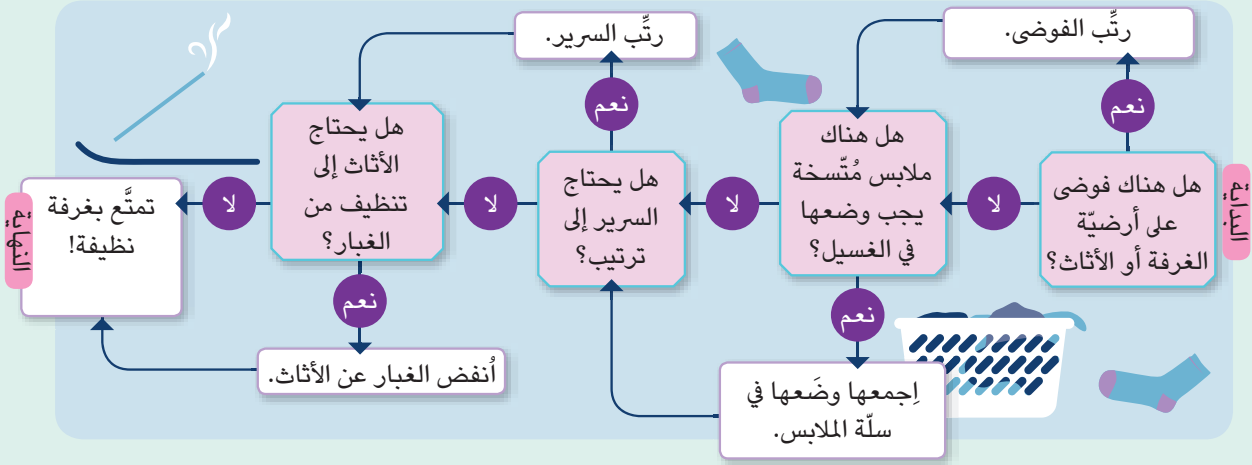 البداية
هل هناك فوضى
على أرضيّة
الغرفة أو الأثاث؟
نعم
رتِّب الفوضى.
لا
هل هناك
ملابس مُتّسخة
يجب وضعها
في الغسيل؟
نعم
اِجمعها وضَعها في
سلّة الملابس.
لا
هل يحتاج
السرير إلى
ترتيب؟
نعم
رتِّب السرير.
لا
هل يحتاج
الأثاث إلى
تنظيف من
الغبار؟
نعم
اُنفض الغبار عن الأثاث.
لا
تمتَّع بغرفة
نظيفة!
النهاية